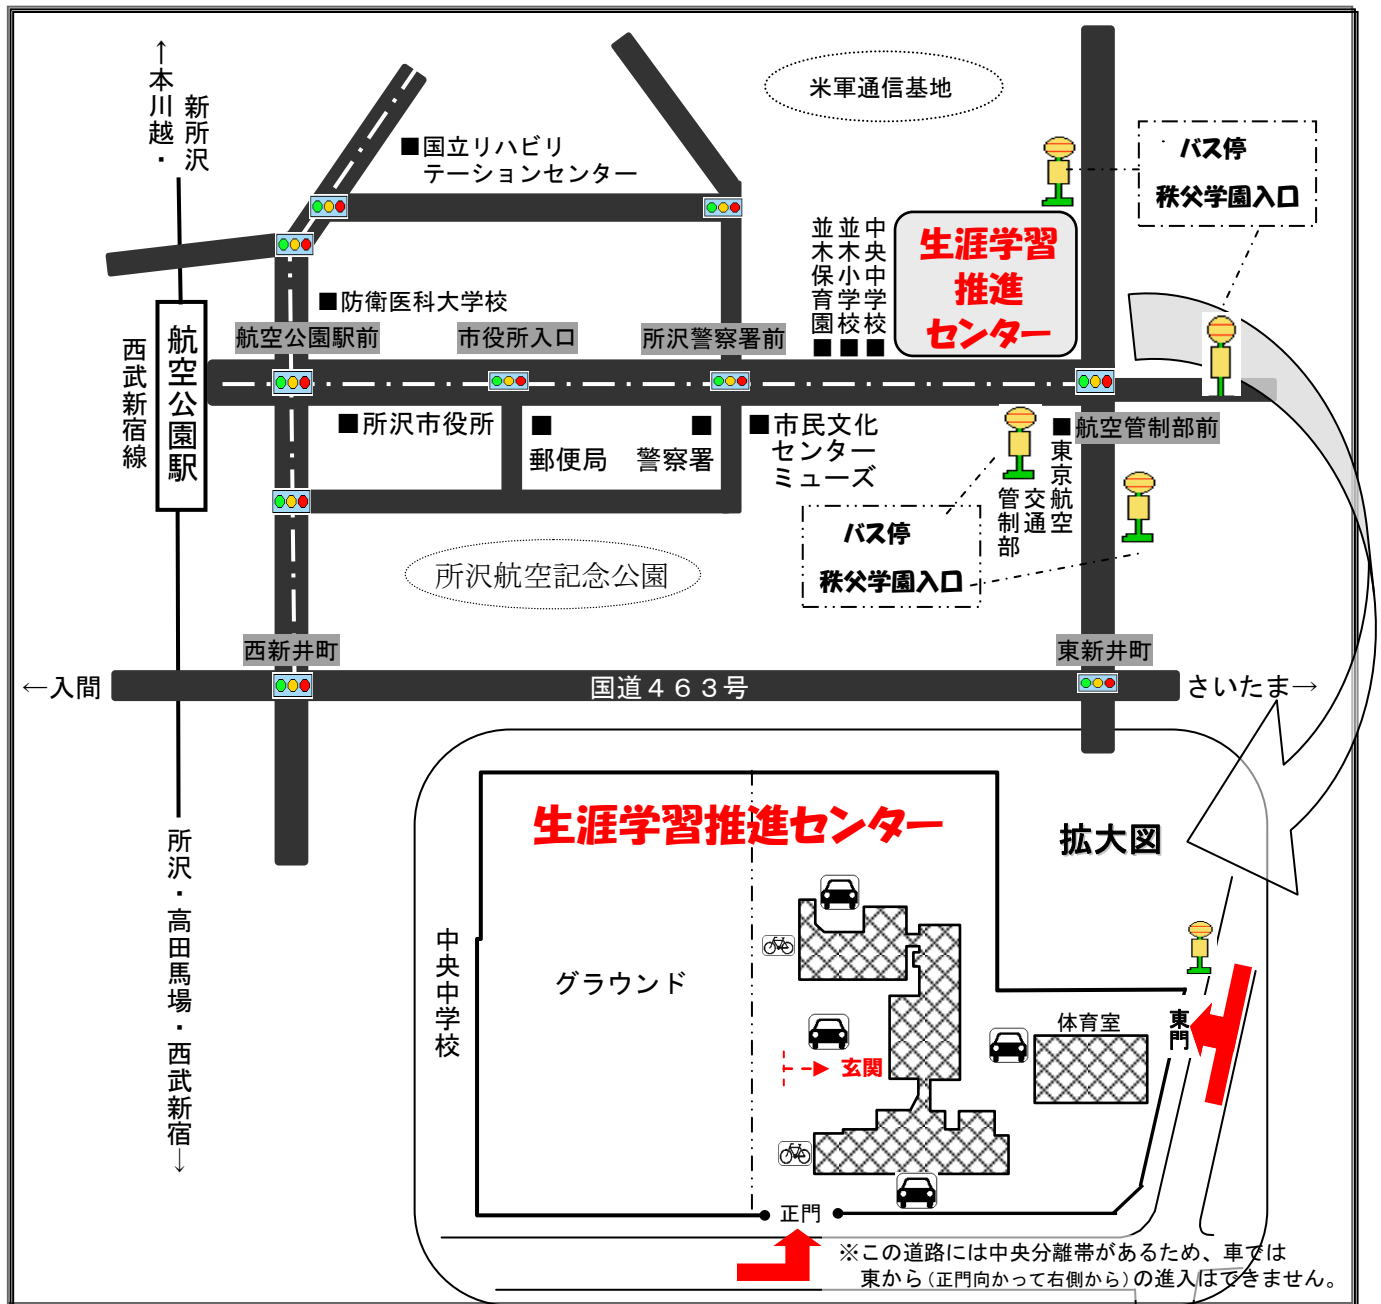 ↑本川越・
新所沢
■国立リハビリ
テーションセンター
米軍通信基地
バス停
秩父学園入口
並木保育園■
並木小学校■
中央中学校■
生涯学習
推進
センター
■防衛医科大学校
航空公園駅前
市役所入口
所沢警察署前
西武新宿線
航空公園駅
■所沢市役所
■
郵便局
■
警察署
■市民文化
センター
ミューズ
■東京航空
交通
管制部
航空管制部前
バス停
秩父学園入口
所沢航空記念公園
西新井町
東新井町
←入間
国道４６３号
さいたま→
所沢・高田馬場・西武新宿→
生涯学習推進センター
拡大図
中央中学校
グラウンド
体育室
東門
玄関
正門
※この道路には中央分離帯があるため、車では
東から(正門向かって右側から)の進入はできません。